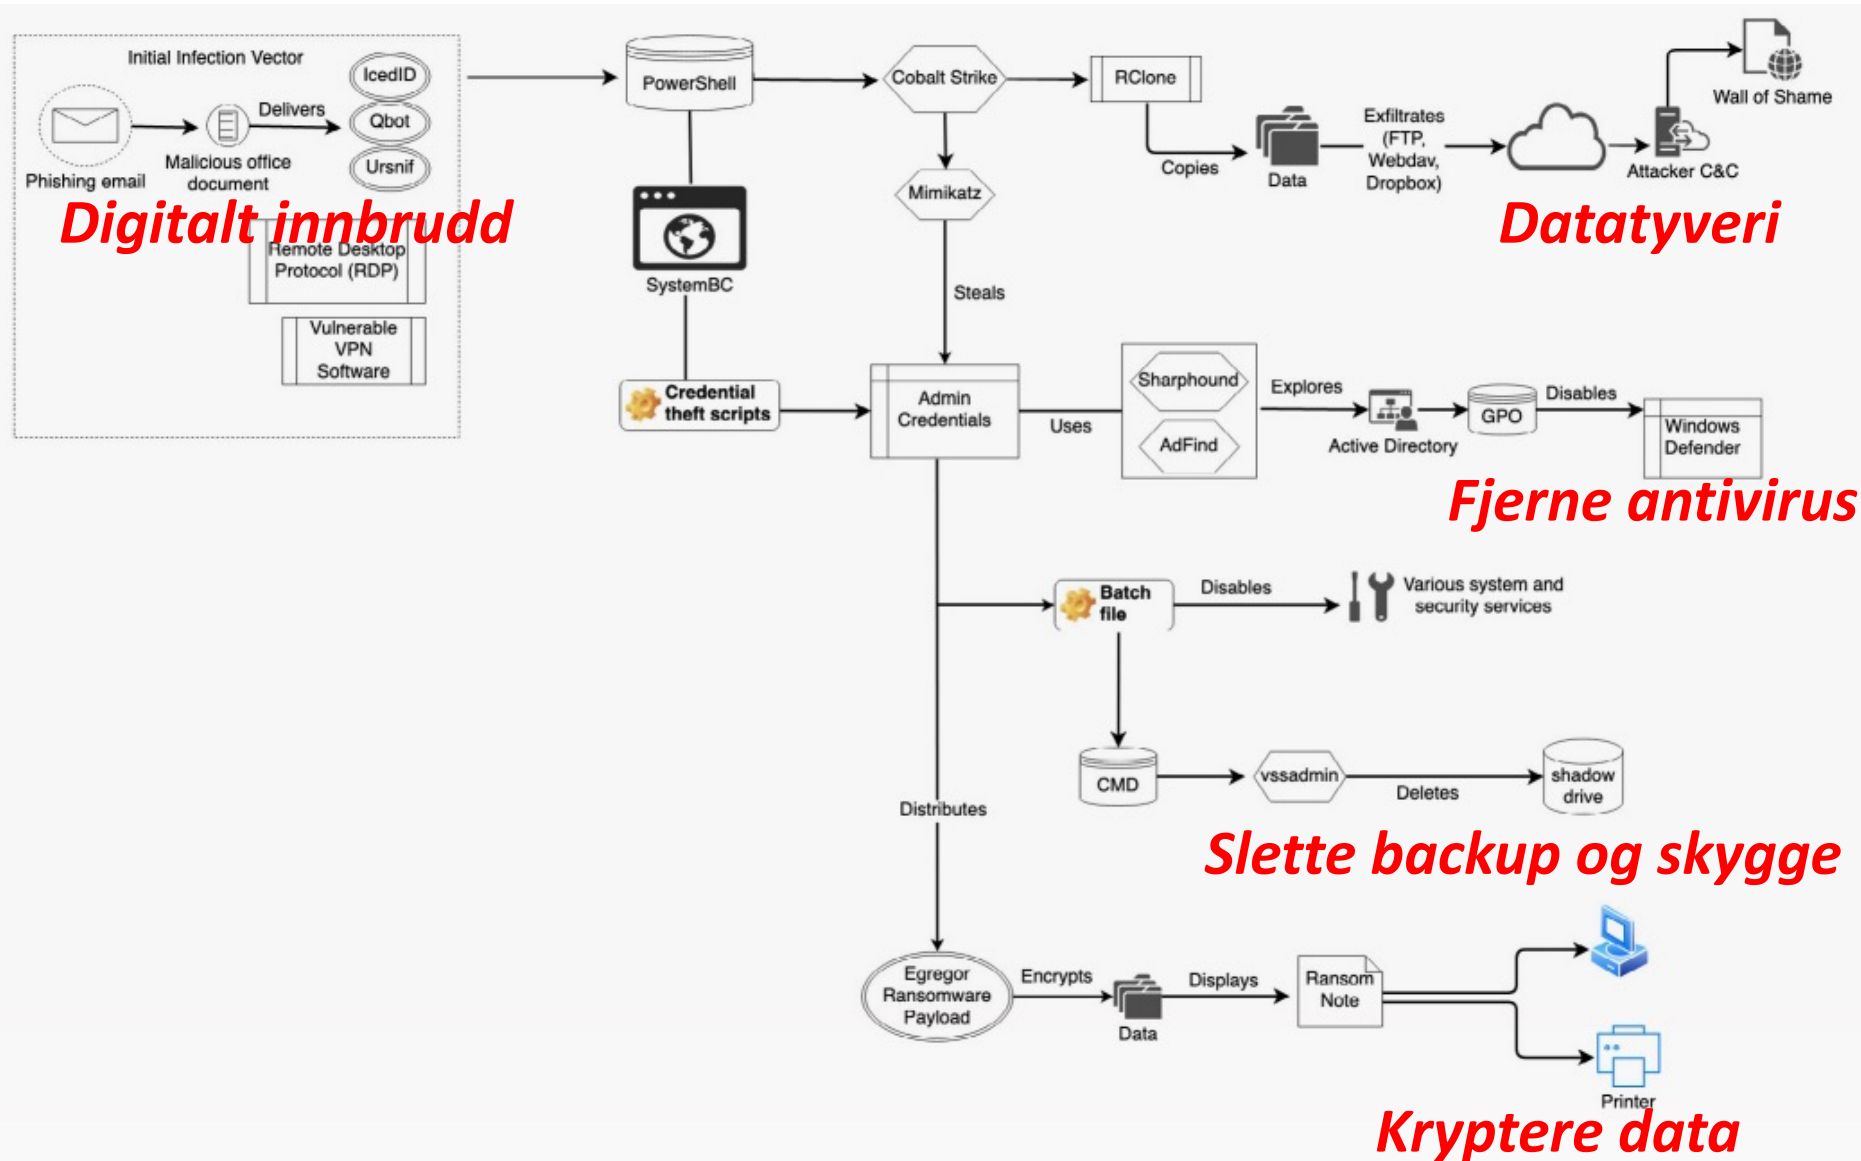 Initial Infection Vector
IcedID
Delivers
Qbot
Ursnif
Phishing email
Malicious office
document
Digitalt innbrudd
Remote Desktop
Protocol (RDP)
Vulnerable
VPN
Software
PowerShell
SystemBC
Credential
theft scripts
Cobalt Strike
Mimikatz
Steals
RClone
Copies
Data
Exfiltrates
(FTP,
Webdav,
Dropbox)
Attacker C&C
Wall of Shame
Datatyveri
Admin
Credentials
Uses
Sharphound
AdFind
Explores
Active Directory
GPO
Disables
Windows
Defender
Fjerne antivirus
Batch
file
Disables
Various system and
security services
CMD
vssadmin
Deletes
shadow
drive
Slette backup og skygge
Distributes
Egregor
Ransomware
Payload
Encrypts
Data
Displays
Ransom
Note
Printer
Kryptere data